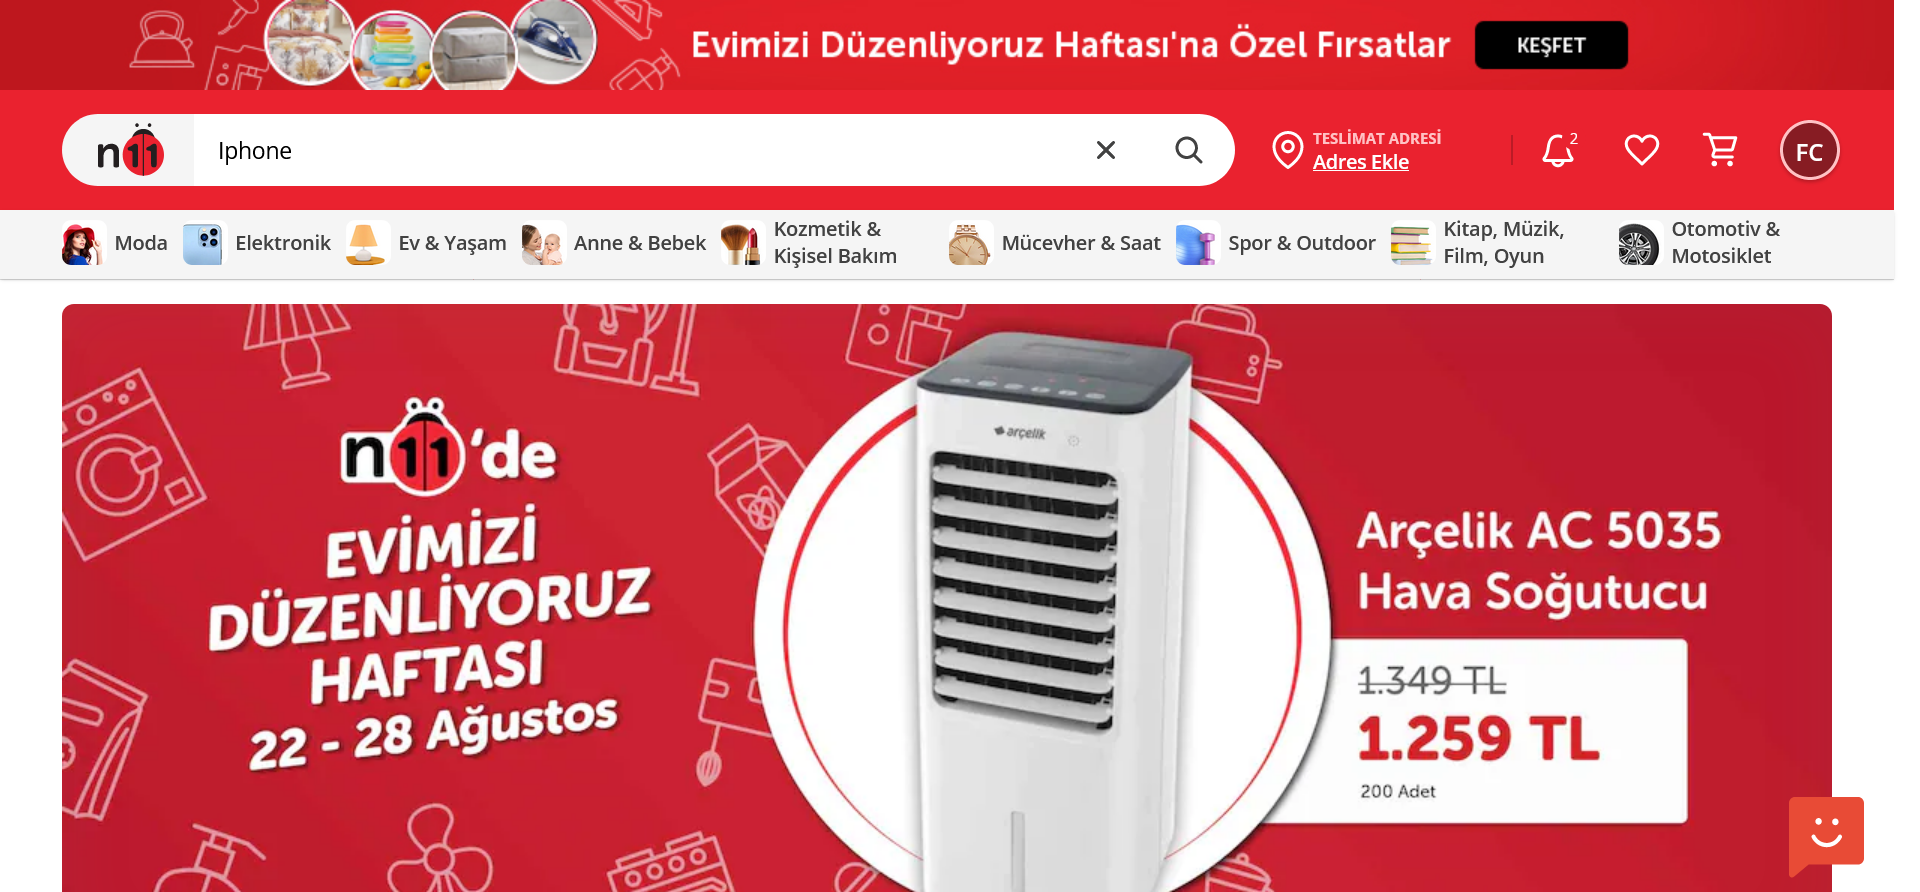 Evimizi Düzenliyoruz Haftası'na Özel Fırsatlar
KEŞFET
n11
Iphone
TESLİMAT ADRESİ
Adres Ekle
2
FC
Moda
Elektronik
Ev & Yaşam
Anne & Bebek
Kozmetik &
Kişisel Bakım
Mücevher & Saat
Spor & Outdoor
Kitap, Müzik,
Film, Oyun
Otomotiv &
Motosiklet
n11'de
EVİMİZİ
DÜZENLİYORUZ
HAFTASI
22 - 28 Ağustos
arçelik
Arçelik AC 5035
Hava Soğutucu
1.349 TL
1.259 TL
200 Adet